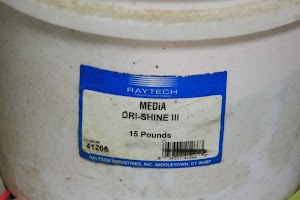 RAYTECH
MEDIA
DRI-SHINE III
15 Pounds
41266
RAYTECH INDUSTRIES, INC. MIDDLETOWN, CT 06457